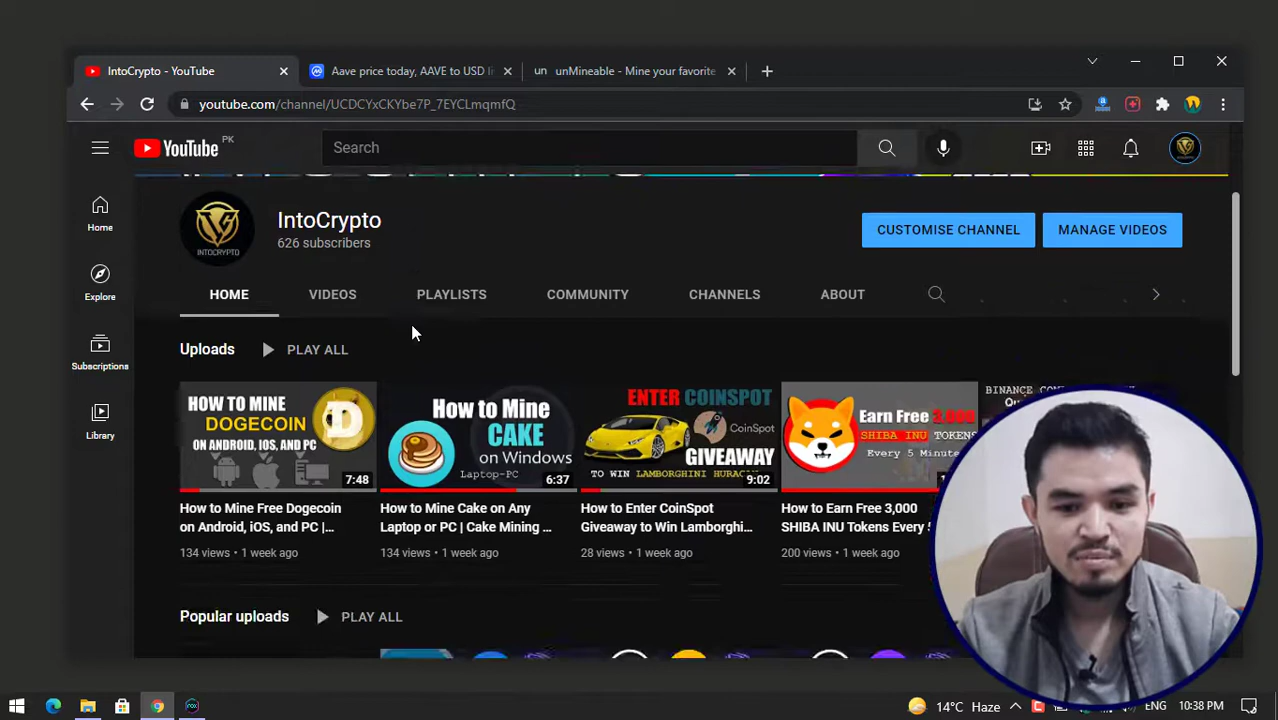 IntoCrypto - YouTube
Aave price today, AAVE to USD li
un
unMineable - Mine your favorite
youtube.com/channel/UCDCYxCKYbe7P_7EYCLmqmfQ
YouTube
PK
Search
Home
Explore
Subscriptions
Library
INTOCRYPTO
IntoCrypto
626 subscribers
CUSTOMISE CHANNEL
MANAGE VIDEOS
HOME
VIDEOS
PLAYLISTS
COMMUNITY
CHANNELS
ABOUT
Uploads
PLAY ALL
HOW TO MINE
DOGECOIN
ON ANDROID, IOS, AND PC
7:48
How to Mine
CAKE
on Windows
Laptop-PC
6:37
ENTER COINSPOT
CoinSpot
GIVEAWAY
TO WIN LAMBORGHINI HURACAN
9:02
Earn Free 3,000
SHIBA INU TOKENS
Every 5 Minute
BINANCE
How to Mine Free Dogecoin
on Android, iOS, and PC |...
134 views • 1 week ago
How to Mine Cake on Any
Laptop or PC | Cake Mining ...
134 views • 1 week ago
How to Enter CoinSpot
Giveaway to Win Lamborghi...
28 views • 1 week ago
How to Earn Free 3,000
SHIBA INU Tokens Every 5
200 views • 1 week ago
Popular uploads
PLAY ALL
14°C Haze
ENG
10:38 PM